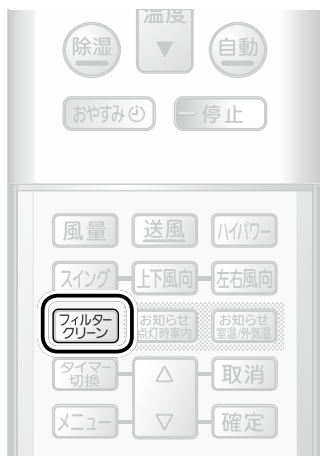 温度
▼
除湿
自動
おやすみ
停止
風量
送風
ハイパワー
スイング
上下風向
左右風向
フィルター
クリーン
お知らせ
点灯時案内
お知らせ
室温/外気温
タイマー
切換
△
取消
メニュー
▽
確定